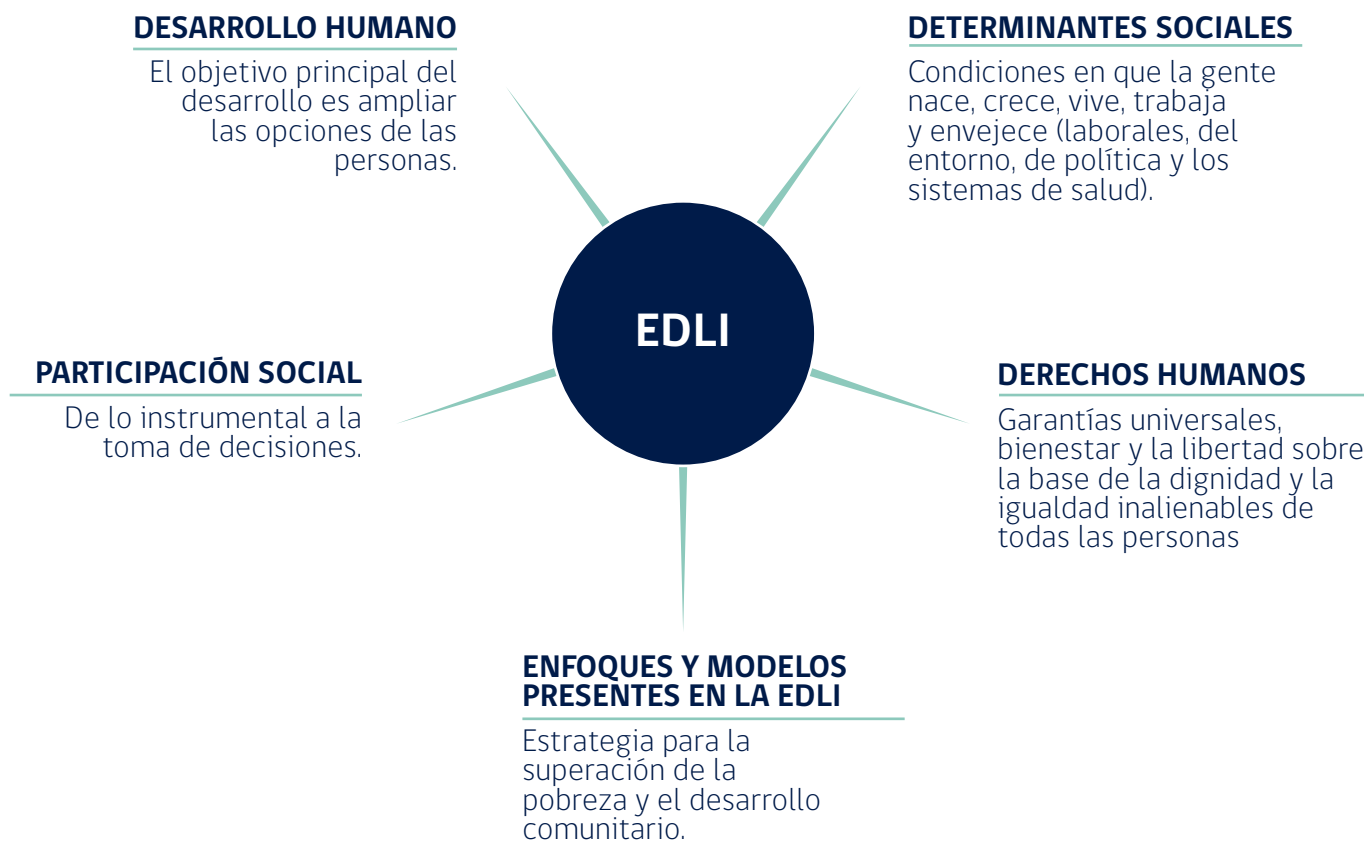 DESARROLLO HUMANO
El objetivo principal del
desarrollo es ampliar
las opciones de las
personas.
DETERMINANTES SOCIALES
Condiciones en que la gente
nace, crece, vive, trabaja
y envejece (laborales, del
entorno, de política y los
sistemas de salud).
EDLI
PARTICIPACIÓN SOCIAL
De lo instrumental a la
toma de decisiones.
DERECHOS HUMANOS
Garantías universales,
bienestar y la libertad sobre
la base de la dignidad y la
igualdad inalienables de
todas las personas
ENFOQUES Y MODELOS
PRESENTES EN LA EDLI
Estrategia para la
superación de la
pobreza y el desarrollo
comunitario.